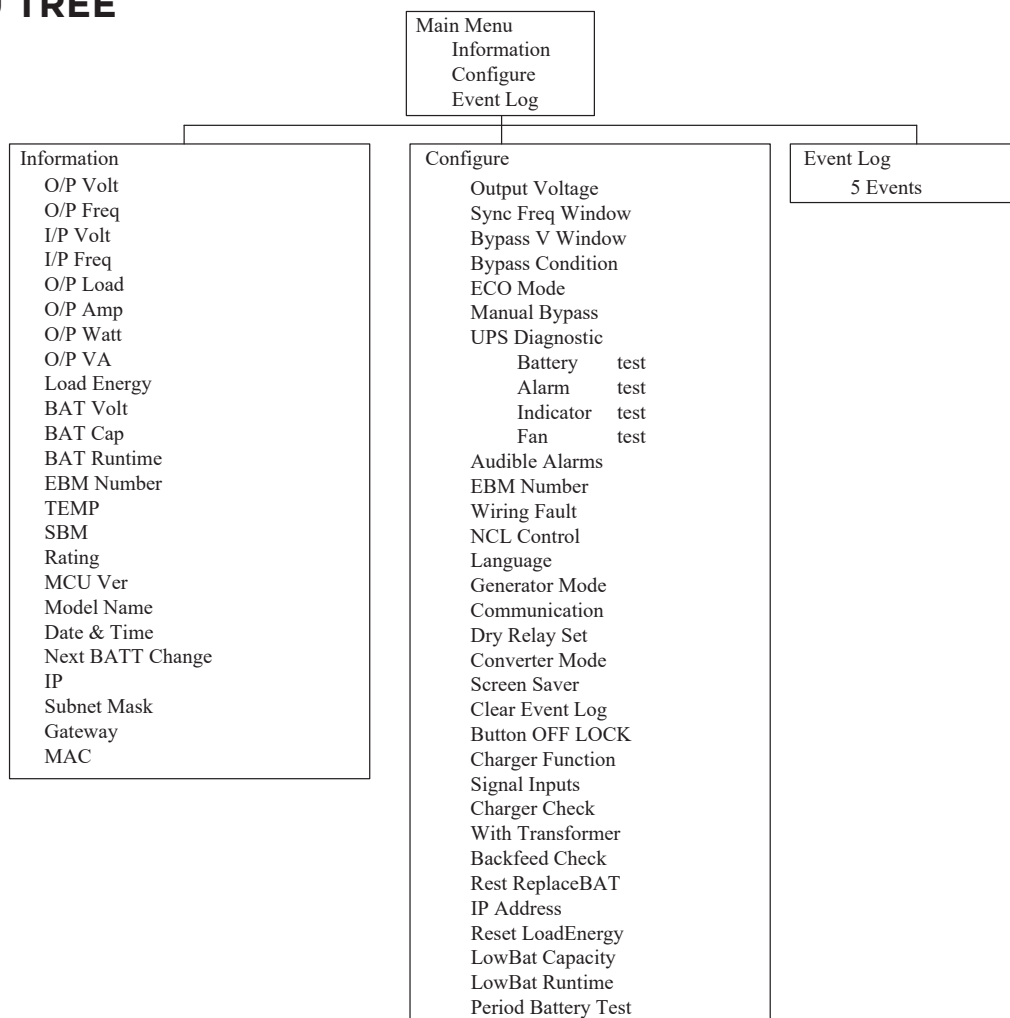 TREE
Main Menu
Information
Configure
Event Log
Information
O/P Volt
O/P Freq
I/P Volt
I/P Freq
O/P Load
O/P Amp
O/P Watt
O/P VA
Load Energy
BAT Volt
BAT Cap
BAT Runtime
EBM Number
TEMP
SBM
Rating
MCU Ver
Model Name
Date & Time
Next BATT Change
IP
Subnet Mask
Gateway
MAC
Configure
Output Voltage
Sync Freq Window
Bypass V Window
Bypass Condition
ECO Mode
Manual Bypass
UPS Diagnostic
Battery test
Alarm test
Indicator test
Fan test
Audible Alarms
EBM Number
Wiring Fault
NCL Control
Language
Generator Mode
Communication
Dry Relay Set
Converter Mode
Screen Saver
Clear Event Log
Button OFF LOCK
Charger Function
Signal Inputs
Charger Check
With Transformer
Backfeed Check
Rest ReplaceBAT
IP Address
Reset LoadEnergy
LowBat Capacity
LowBat Runtime
Period Battery Test
Event Log
5 Events